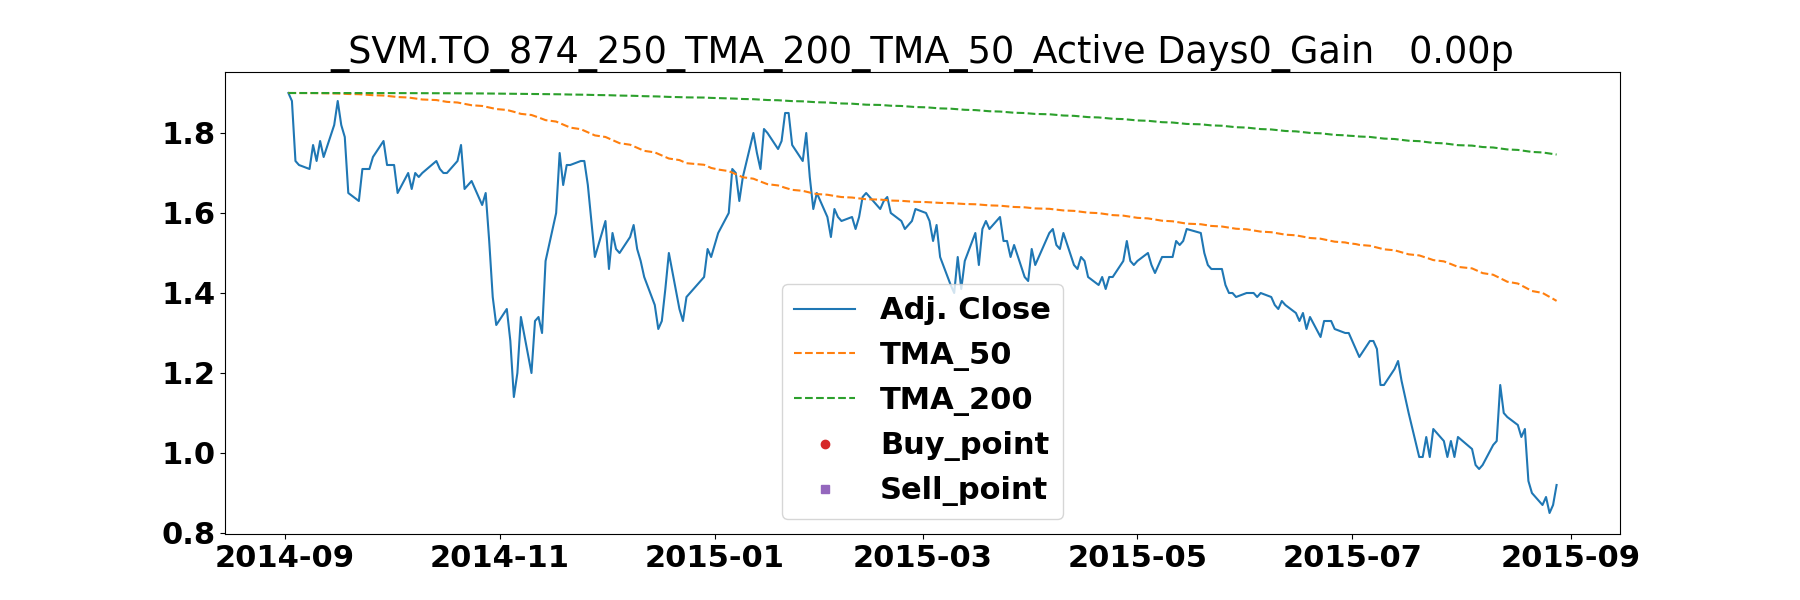 _SVM.TO_874_250_TMA_200_TMA_50_Active Days0_Gain   0.00p
1.8
1.6
1.4
1.2
1.0
0.8
Adj. Close
TMA_50
TMA_200
Buy_point
Sell_point
2014-09 2014-11 2015-01 2015-03 2015-05 2015-07 2015-09